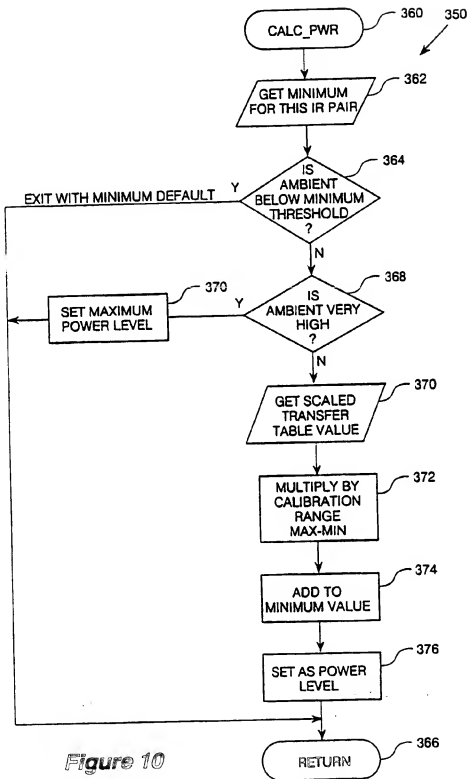 CALC_PWR
360
350
GET MINIMUM
FOR THIS IR PAIR
362
IS
AMBIENT
BELOW MINIMUM
THRESHOLD
?
364
Y
EXIT WITH MINIMUM DEFAULT
N
IS
AMBIENT VERY
HIGH
?
368
Y
370
SET MAXIMUM
POWER LEVEL
N
GET SCALED
TRANSFER
TABLE VALUE
370
MULTIPLY BY
CALIBRATION
RANGE
MAX-MIN
372
ADD TO
MINIMUM VALUE
374
SET AS POWER
LEVEL
376
RETURN
366
Figure 10